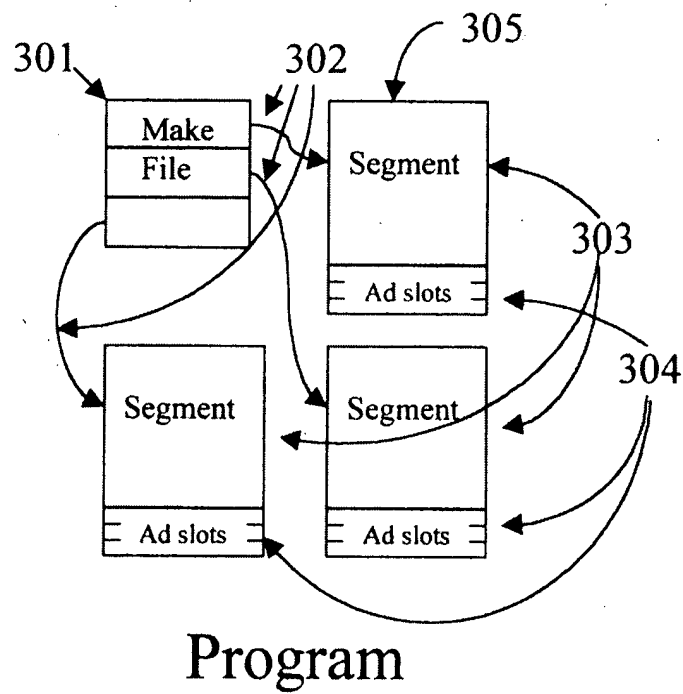 305
301
302
Make
File
Segment
303
Ad slots
304
Segment
Segment
Ad slots
Ad slots
Program